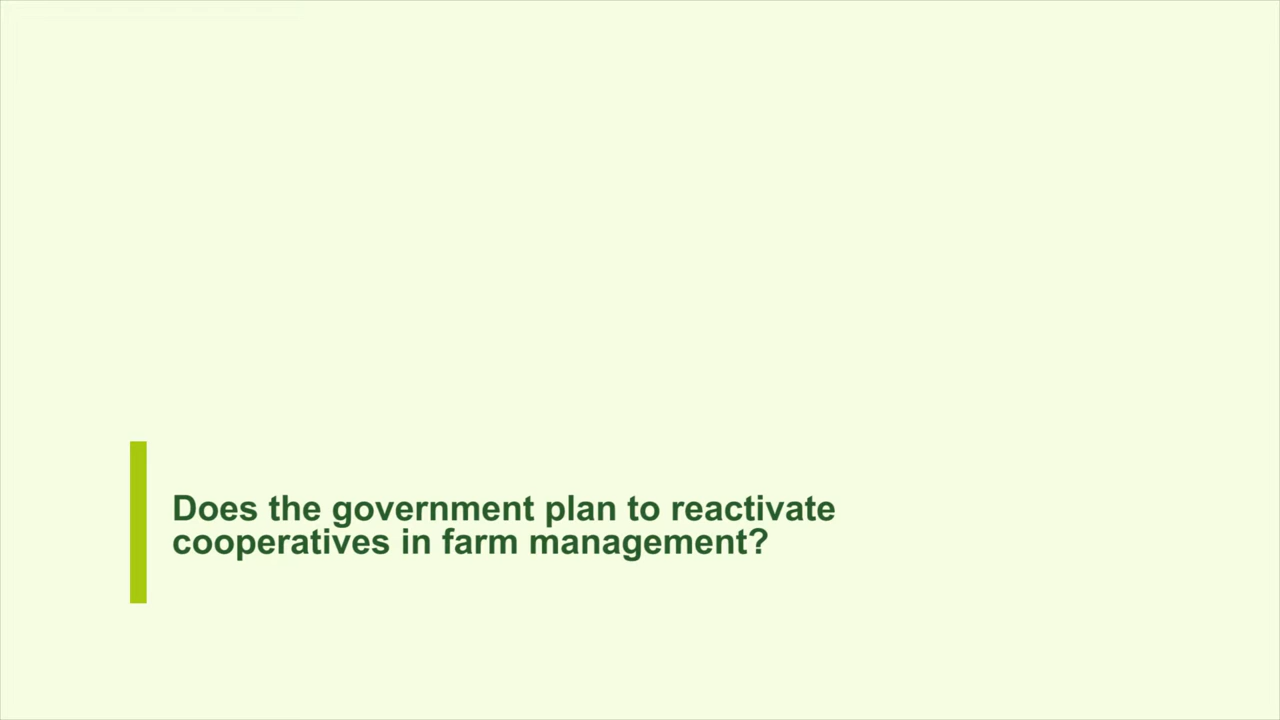 Does the government plan to reactivate
cooperatives in farm management?